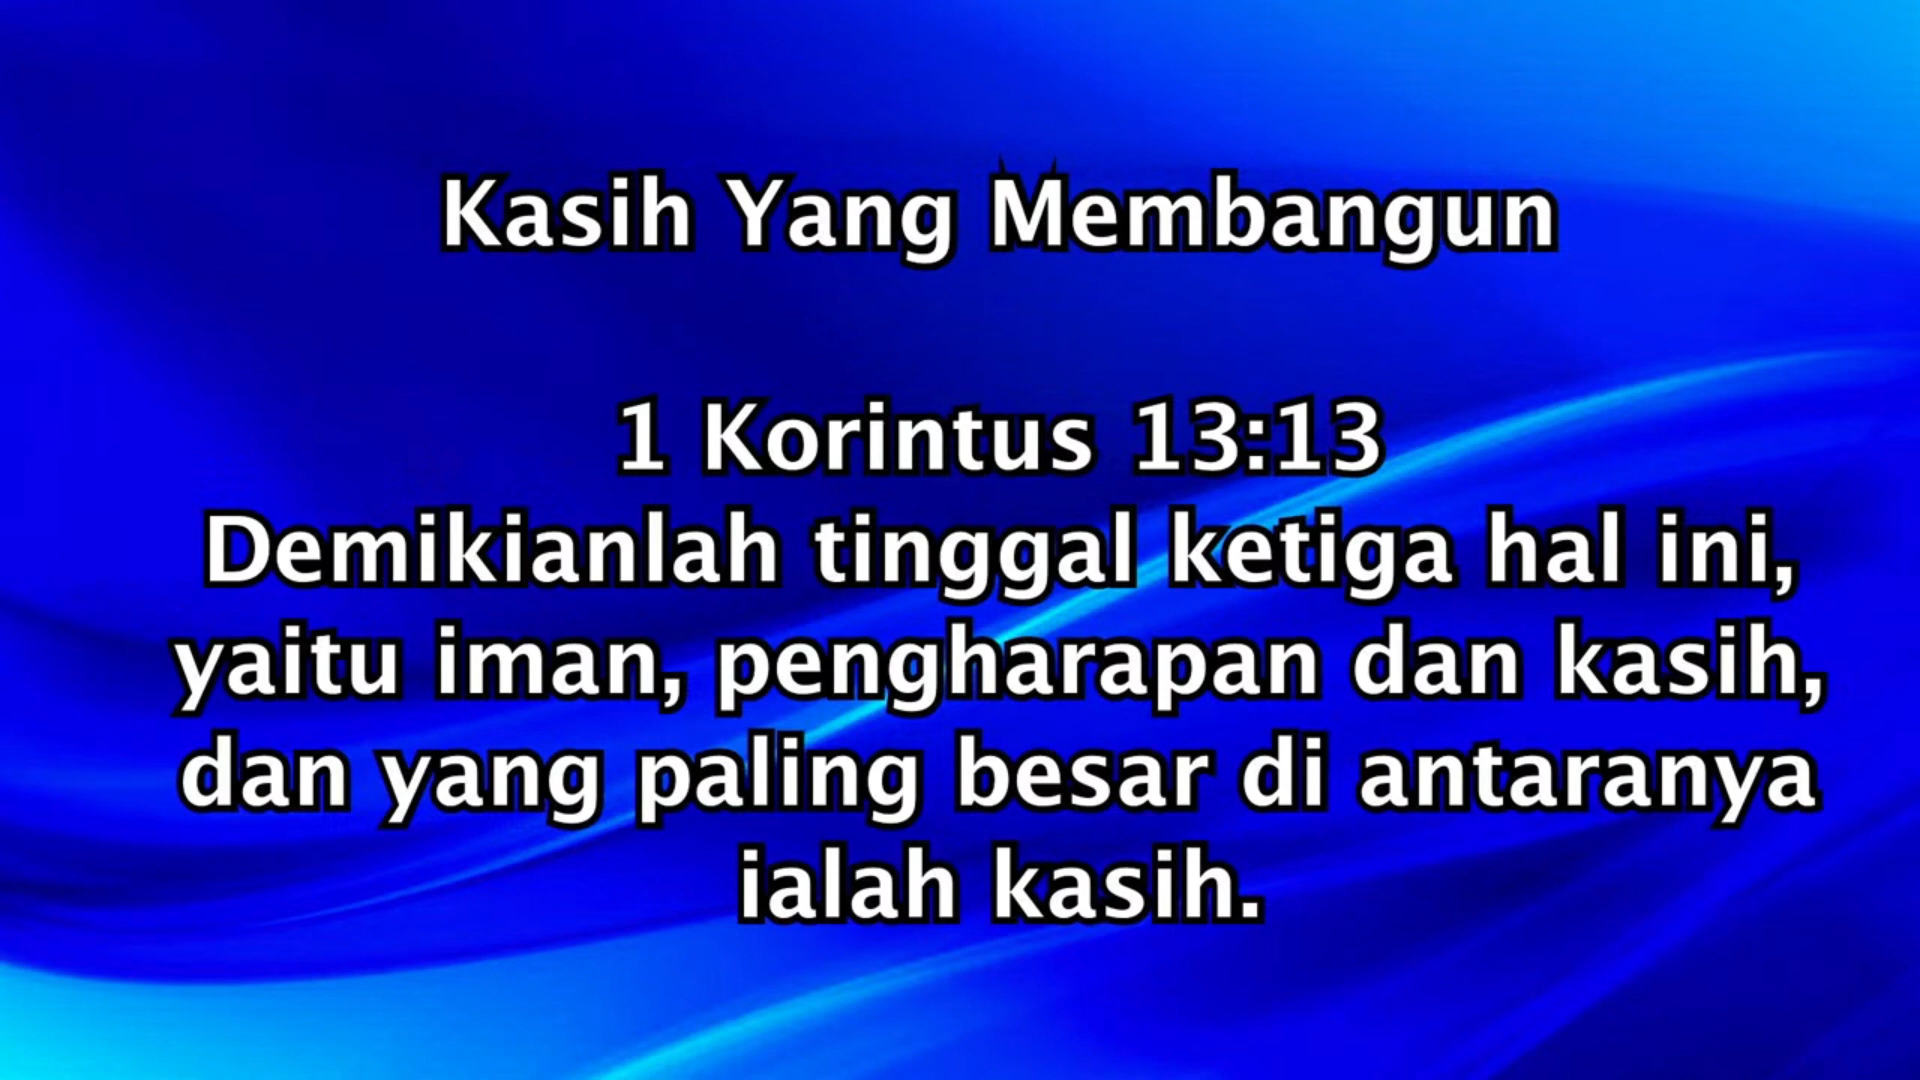 Kasih Yang Membangun
1 Korintus 13:13
Demikianlah tinggal ketiga hal ini,
yaitu iman, pengharapan dan kasih,
dan yang paling besar di antaranya
ialah kasih.